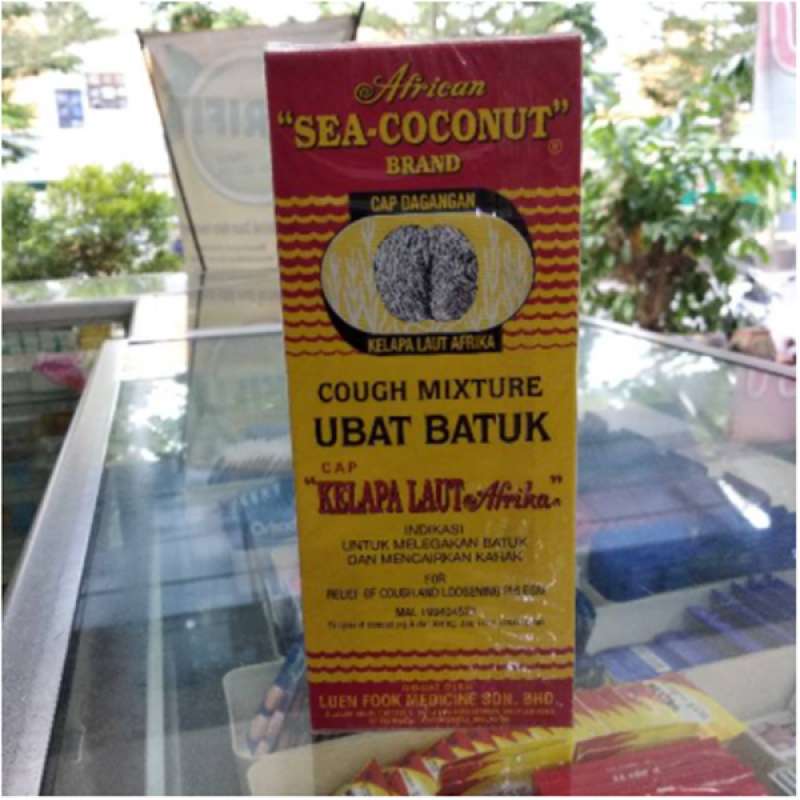 African
"SEA-COCONUT"
BRAND
CAP DAGANGAN
KELAPA LAUT AFRIKA
COUGH MIXTURE
UBAT BATUK
CAP
"KELAPA LAUT Afrika"
INDIKASI
UNTUK MELEGAKAN BATUK
DAN MENCAIRKAN KAHAK
FOR
RELIEF OF COUGH AND LOOSENING PHLEGM
LUEN FOOK MEDICINE SDN. BHD.